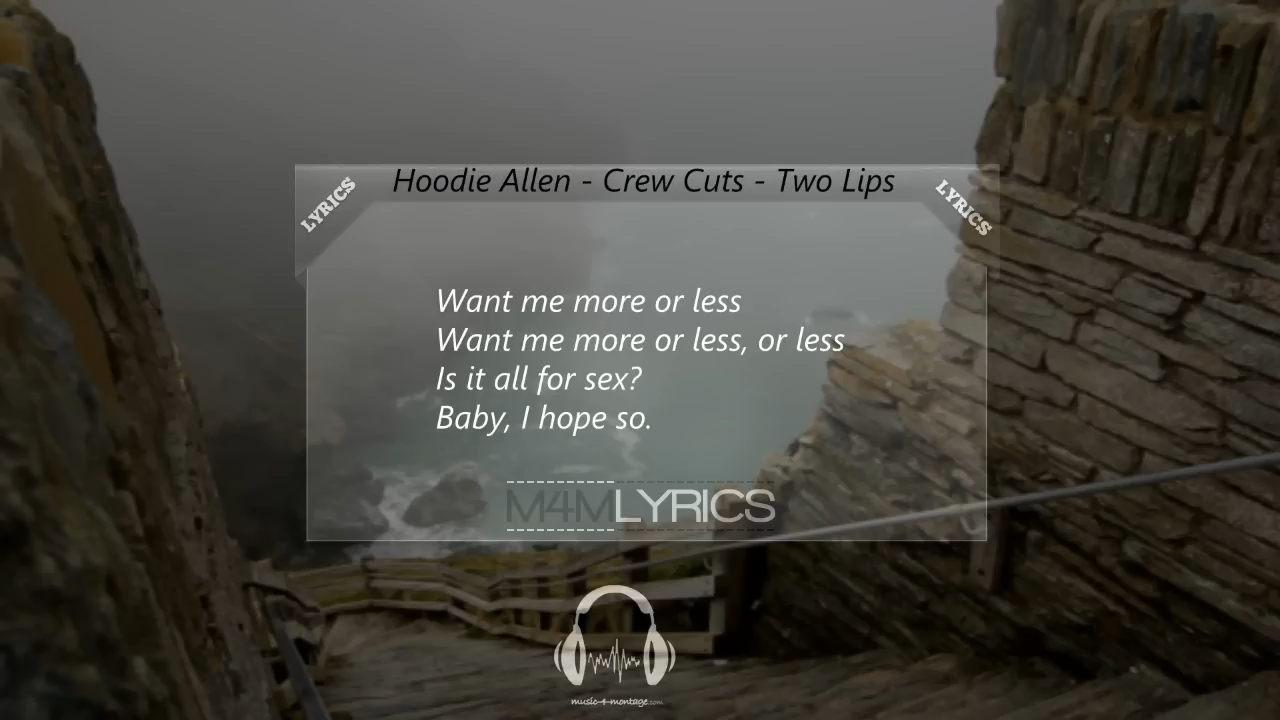 Hoodie Allen - Crew Cuts - Two Lips
LYRICS
LYRICS
Want me more or less
Want me more or less, or less
Is it all for sex?
Baby, I hope so.
M4MLYRICS
music-4-montage.com